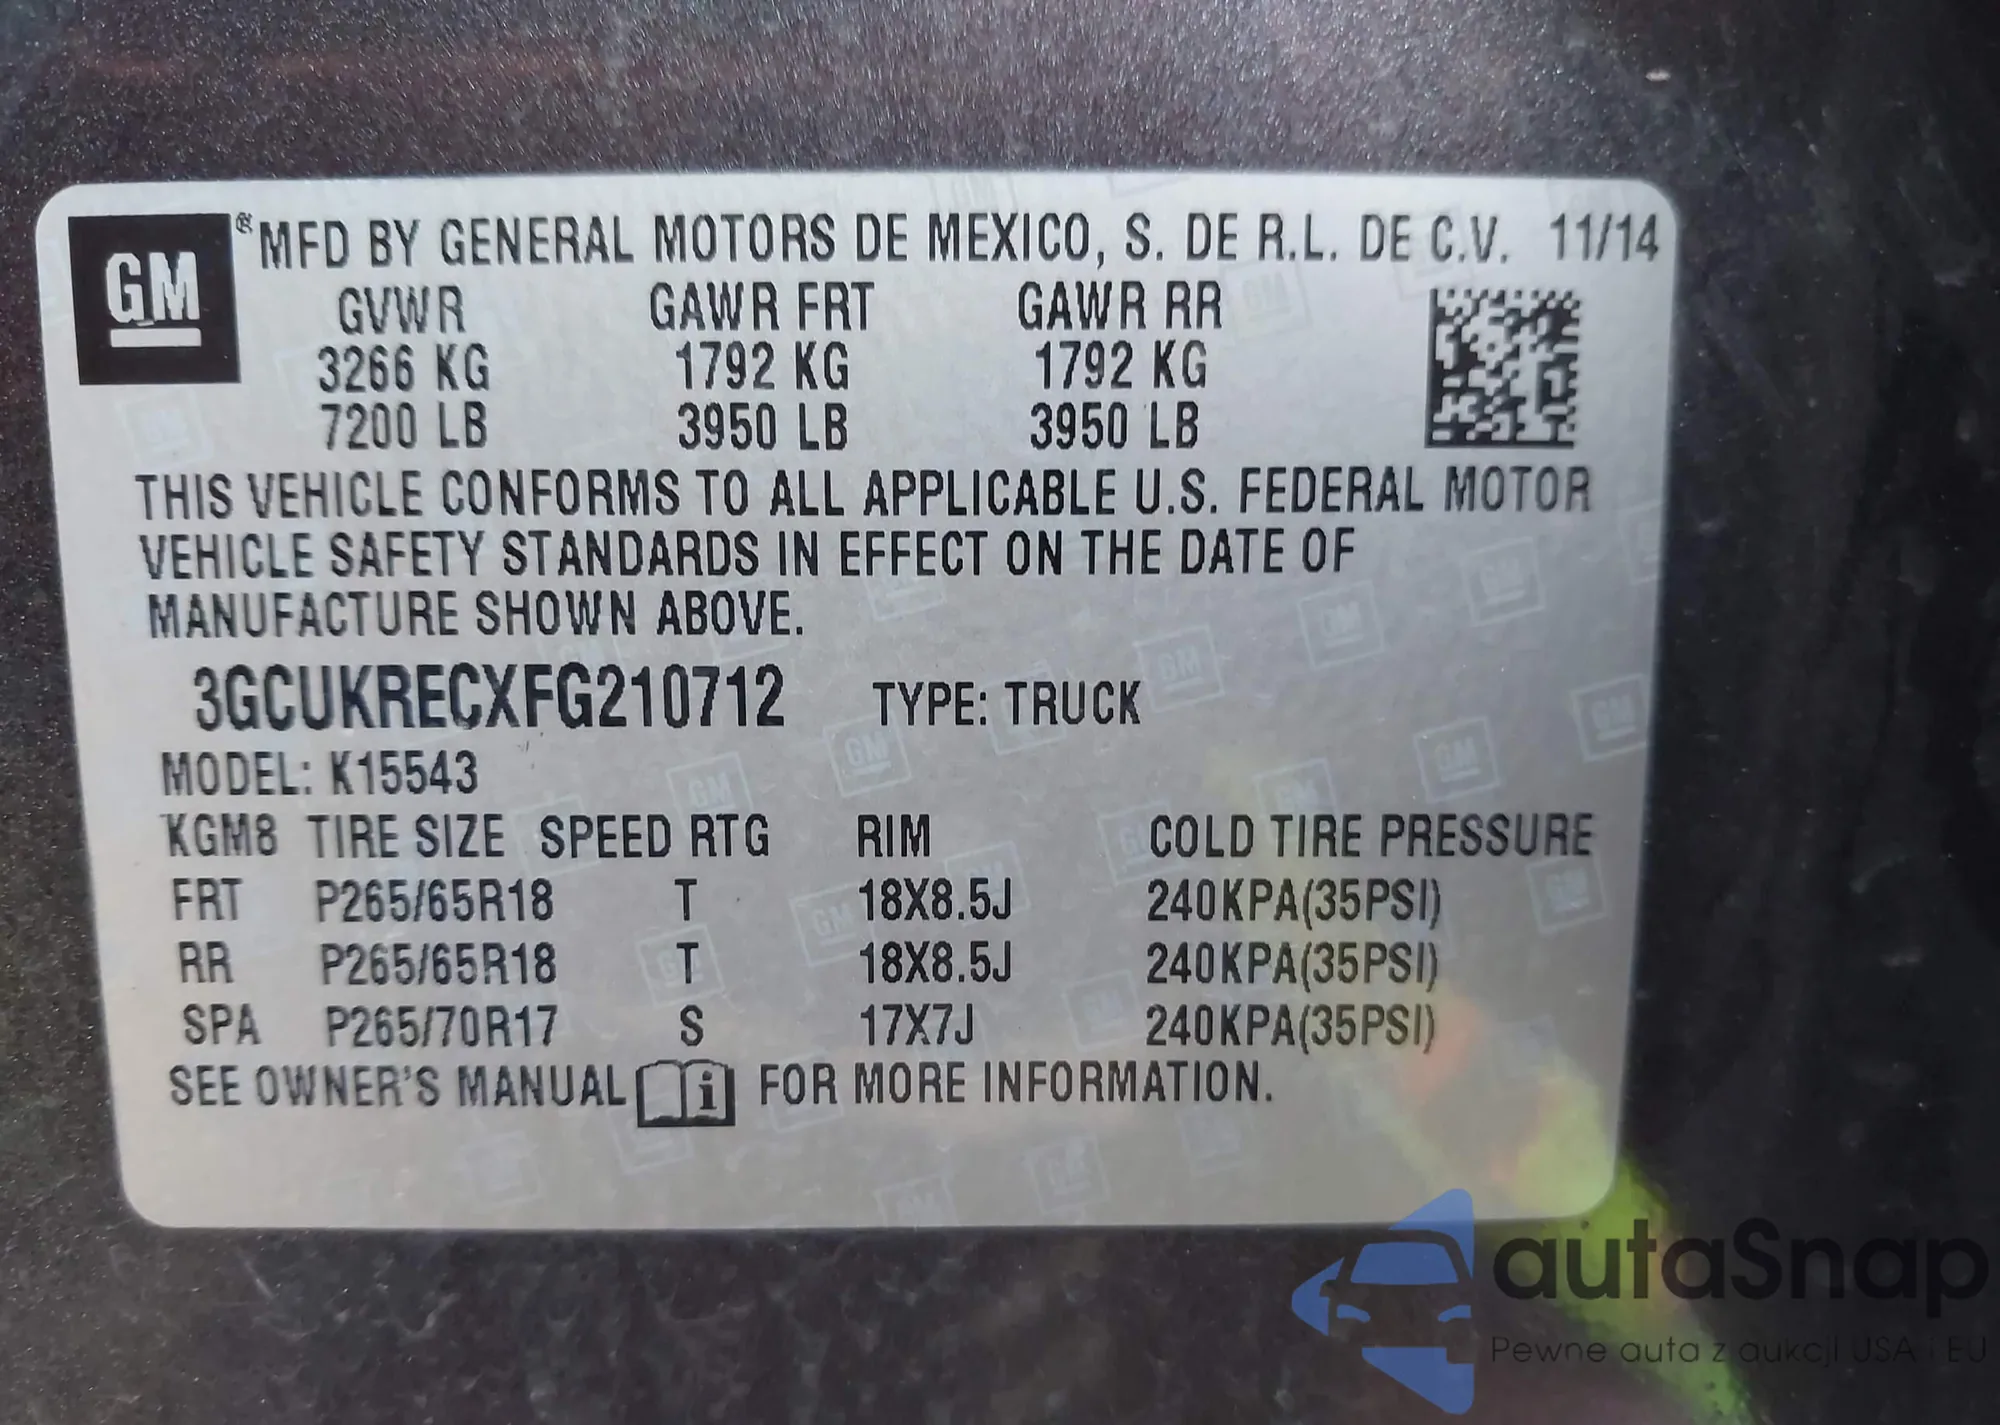 GM
® MFD BY GENERAL MOTORS DE MEXICO, S. DE R.L. DE C.V. 11/14
GVWR GAWR FRT GAWR RR
3266 KG 1792 KG 1792 KG
7200 LB 3950 LB 3950 LB
THIS VEHICLE CONFORMS TO ALL APPLICABLE U.S. FEDERAL MOTOR
VEHICLE SAFETY STANDARDS IN EFFECT ON THE DATE OF
MANUFACTURE SHOWN ABOVE.
3GCUKRECXFG210712 TYPE: TRUCK
MODEL: K15543
KGM8 TIRE SIZE SPEED RTG RIM COLD TIRE PRESSURE
FRT P265/65R18 T 18X8.5J 240KPA(35PSI)
RR P265/65R18 T 18X8.5J 240KPA(35PSI)
SPA P265/70R17 S 17X7J 240KPA(35PSI)
SEE OWNER'S MANUAL i FOR MORE INFORMATION.
autaSnap
Pewne auta z aukcji USA i EU